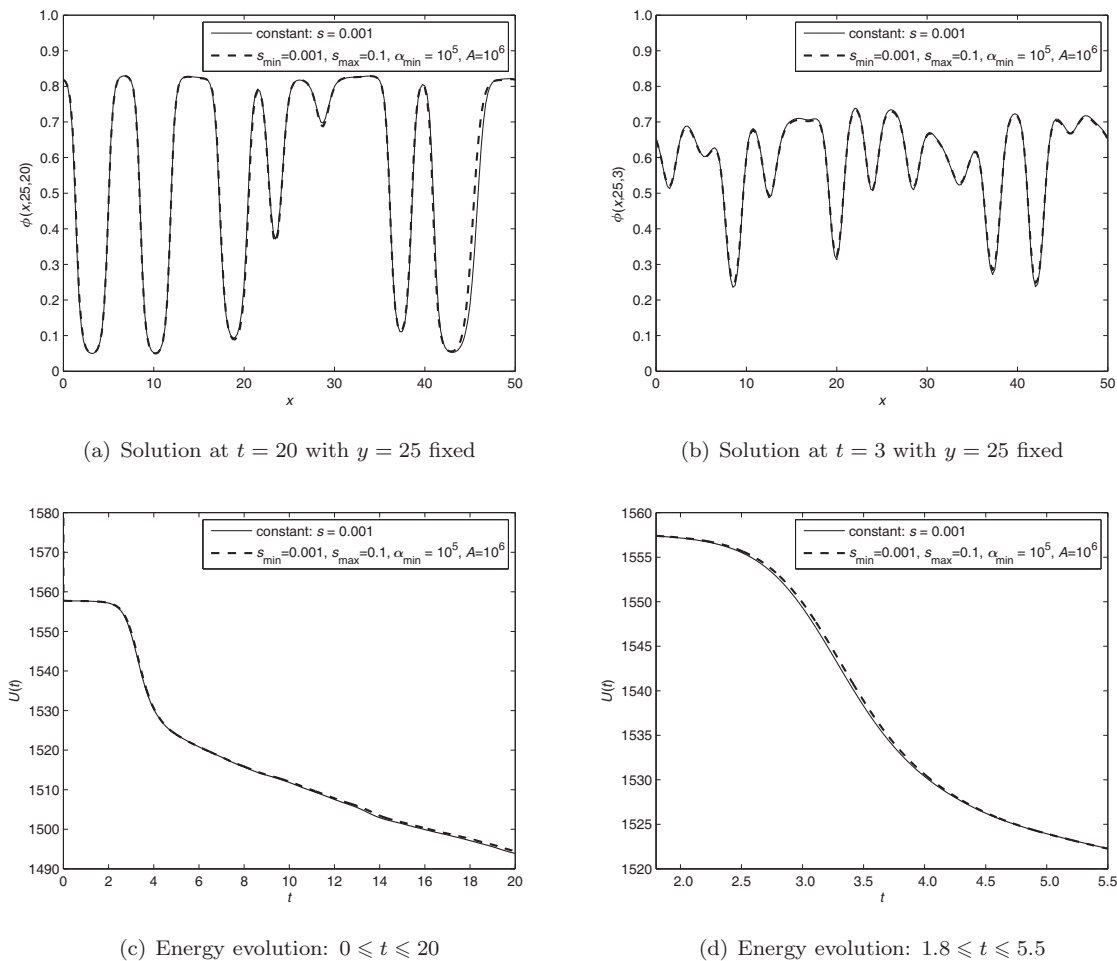 1.0
0.9
0.8
0.7
0.6
0.5
0.4
0.3
0.2
0.1
0
ϕ(x,25,20)
constant: s = 0.001
s_min=0.001, s_max=0.1, α_min = 10^5, A=10^6
0 10 20 30 40 50
x
(a) Solution at t = 20 with y = 25 fixed
1.0
0.9
0.8
0.7
0.6
0.5
0.4
0.3
0.2
0.1
0
ϕ(x,25,3)
constant: s = 0.001
s_min=0.001, s_max=0.1, α_min = 10^5, A=10^6
0 10 20 30 40 50
x
(b) Solution at t = 3 with y = 25 fixed
1580
1570
1560
1550
1540
1530
1520
1510
1500
1490
U(t)
constant: s = 0.001
s_min=0.001, s_max=0.1, α_min = 10^5, A=10^6
0 2 4 6 8 10 12 14 16 18 20
t
(c) Energy evolution: 0 ⩽ t ⩽ 20
1560
1555
1550
1545
1540
1535
1530
1525
1520
U(t)
constant: s = 0.001
s_min=0.001, s_max=0.1, α_min = 10^5, A=10^6
2.0 2.5 3.0 3.5 4.0 4.5 5.0 5.5
t
(d) Energy evolution: 1.8 ⩽ t ⩽ 5.5